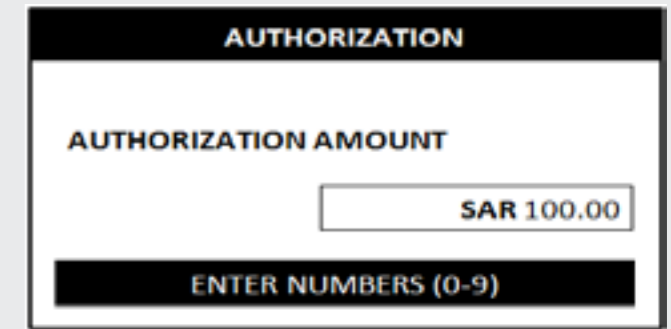 AUTHORIZATION
AUTHORIZATION AMOUNT
SAR 100.00
ENTER NUMBERS (0-9)